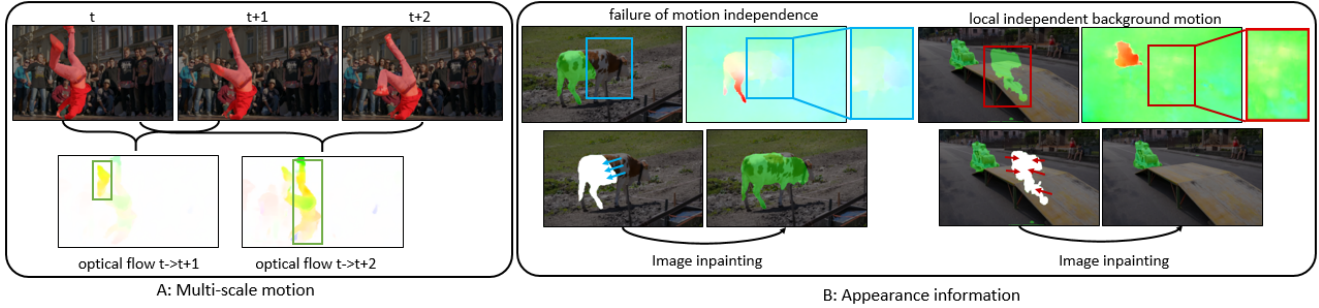 t
t+1
t+2
optical flow t->t+1
optical flow t->t+2
A: Multi-scale motion
failure of motion independence
local independent background motion
Image inpainting
Image inpainting
B: Appearance information